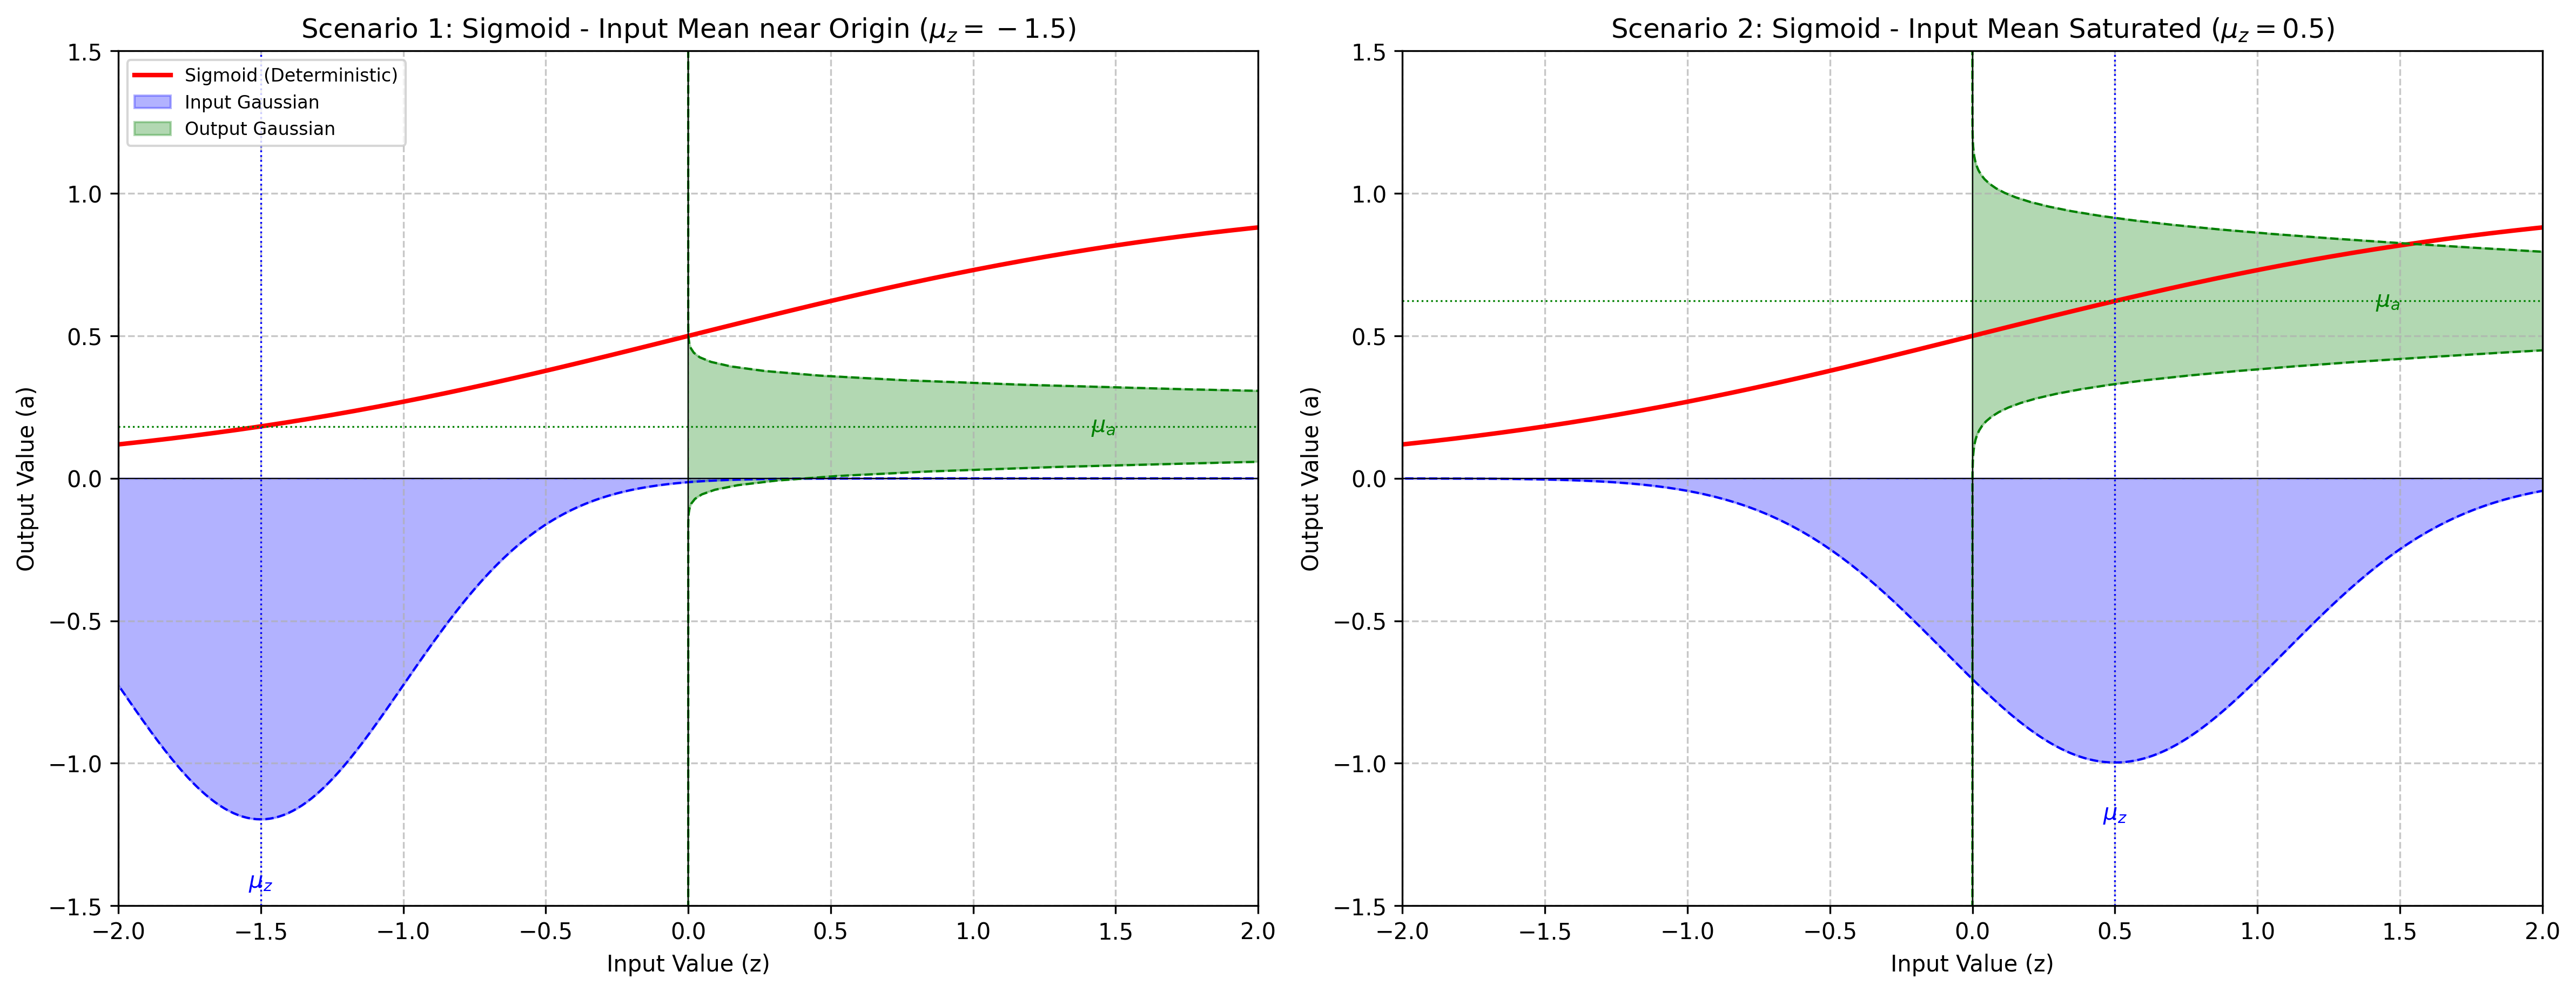 Scenario 1: Sigmoid - Input Mean near Origin (μz = −1.5)
Sigmoid (Deterministic)
Input Gaussian
Output Gaussian
1.5
1.0
0.5
0.0
−0.5
−1.0
−1.5
Output Value (a)
μa
μz
−2.0 −1.5 −1.0 −0.5 0.0 0.5 1.0 1.5 2.0
Input Value (z)
Scenario 2: Sigmoid - Input Mean Saturated (μz = 0.5)
1.5
1.0
0.5
0.0
−0.5
−1.0
−1.5
Output Value (a)
μa
μz
−2.0 −1.5 −1.0 −0.5 0.0 0.5 1.0 1.5 2.0
Input Value (z)